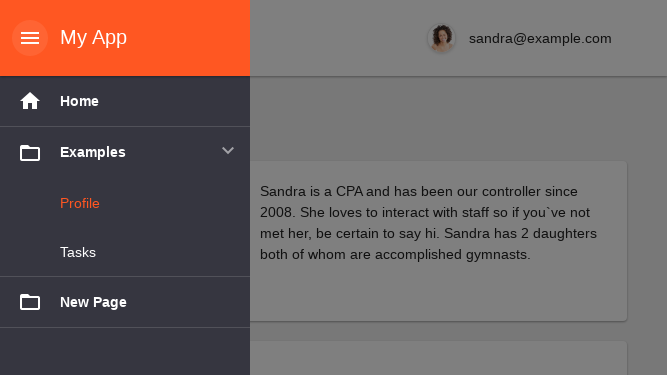 My App
sandra@example.com
Home
Examples
Profile
Tasks
New Page
Sandra is a CPA and has been our controller since
2008. She loves to interact with staff so if you`ve not
met her, be certain to say hi. Sandra has 2 daughters
both of whom are accomplished gymnasts.